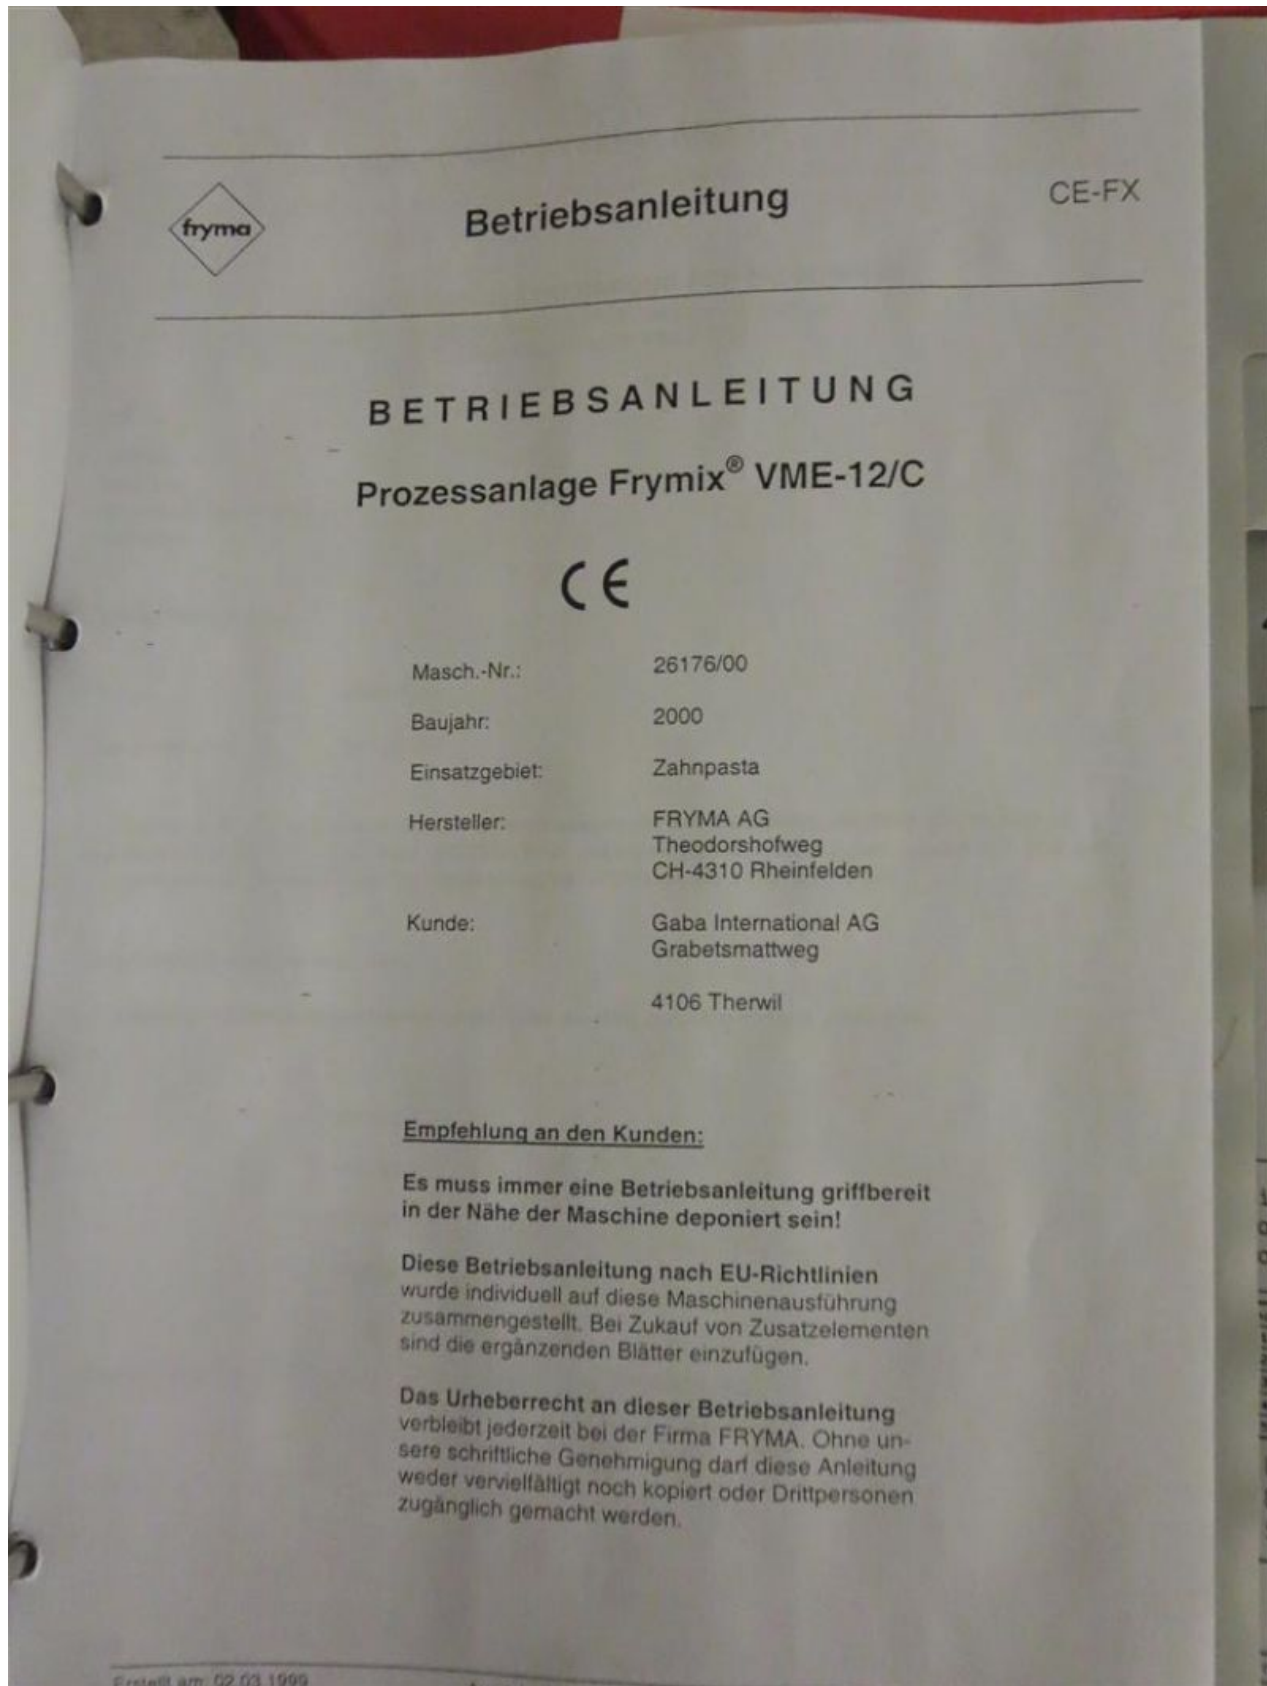 fryma
Betriebsanleitung
CE-FX
BETRIEBSANLEITUNG
Prozessanlage Frymix® VME-12/C
CE
Masch.-Nr.: 26176/00
Baujahr: 2000
Einsatzgebiet: Zahnpasta
Hersteller: FRYMA AG
Theodorshofweg
CH-4310 Rheinfelden
Kunde: Gaba International AG
Grabetsmattweg
4106 Therwil
Empfehlung an den Kunden:
Es muss immer eine Betriebsanleitung griffbereit
in der Nähe der Maschine deponiert sein!
Diese Betriebsanleitung nach EU-Richtlinien
wurde individuell auf diese Maschinenausführung
zusammengestellt. Bei Zukauf von Zusatzelementen
sind die ergänzenden Blätter einzufügen.
Das Urheberrecht an dieser Betriebsanleitung
verbleibt jederzeit bei der Firma FRYMA. Ohne un-
sere schriftliche Genehmigung darf diese Anleitung
weder vervielfältigt noch kopiert oder Drittpersonen
zugänglich gemacht werden.
Erstellt am: 02.03.1999